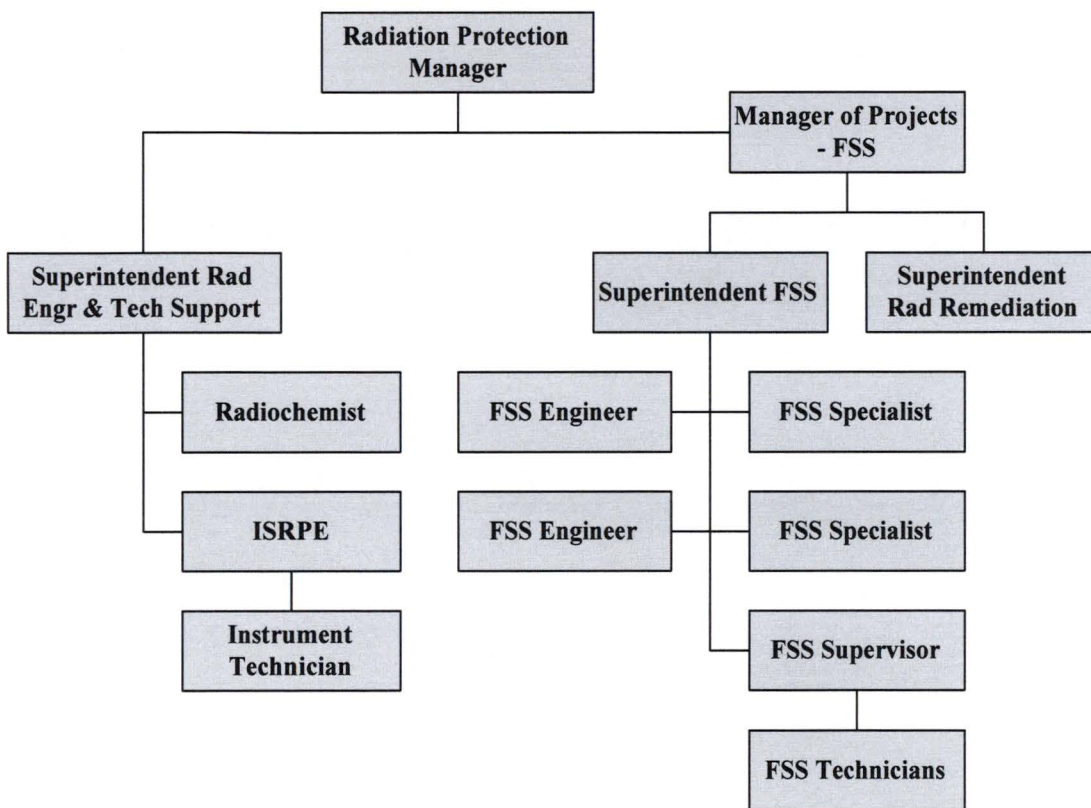 Radiation Protection
Manager
Manager of Projects
- FSS
Superintendent Rad
Engr & Tech Support
Superintendent FSS
Superintendent
Rad Remediation
Radiochemist
FSS Engineer
FSS Specialist
ISRPE
FSS Engineer
FSS Specialist
Instrument
Technician
FSS Supervisor
FSS Technicians